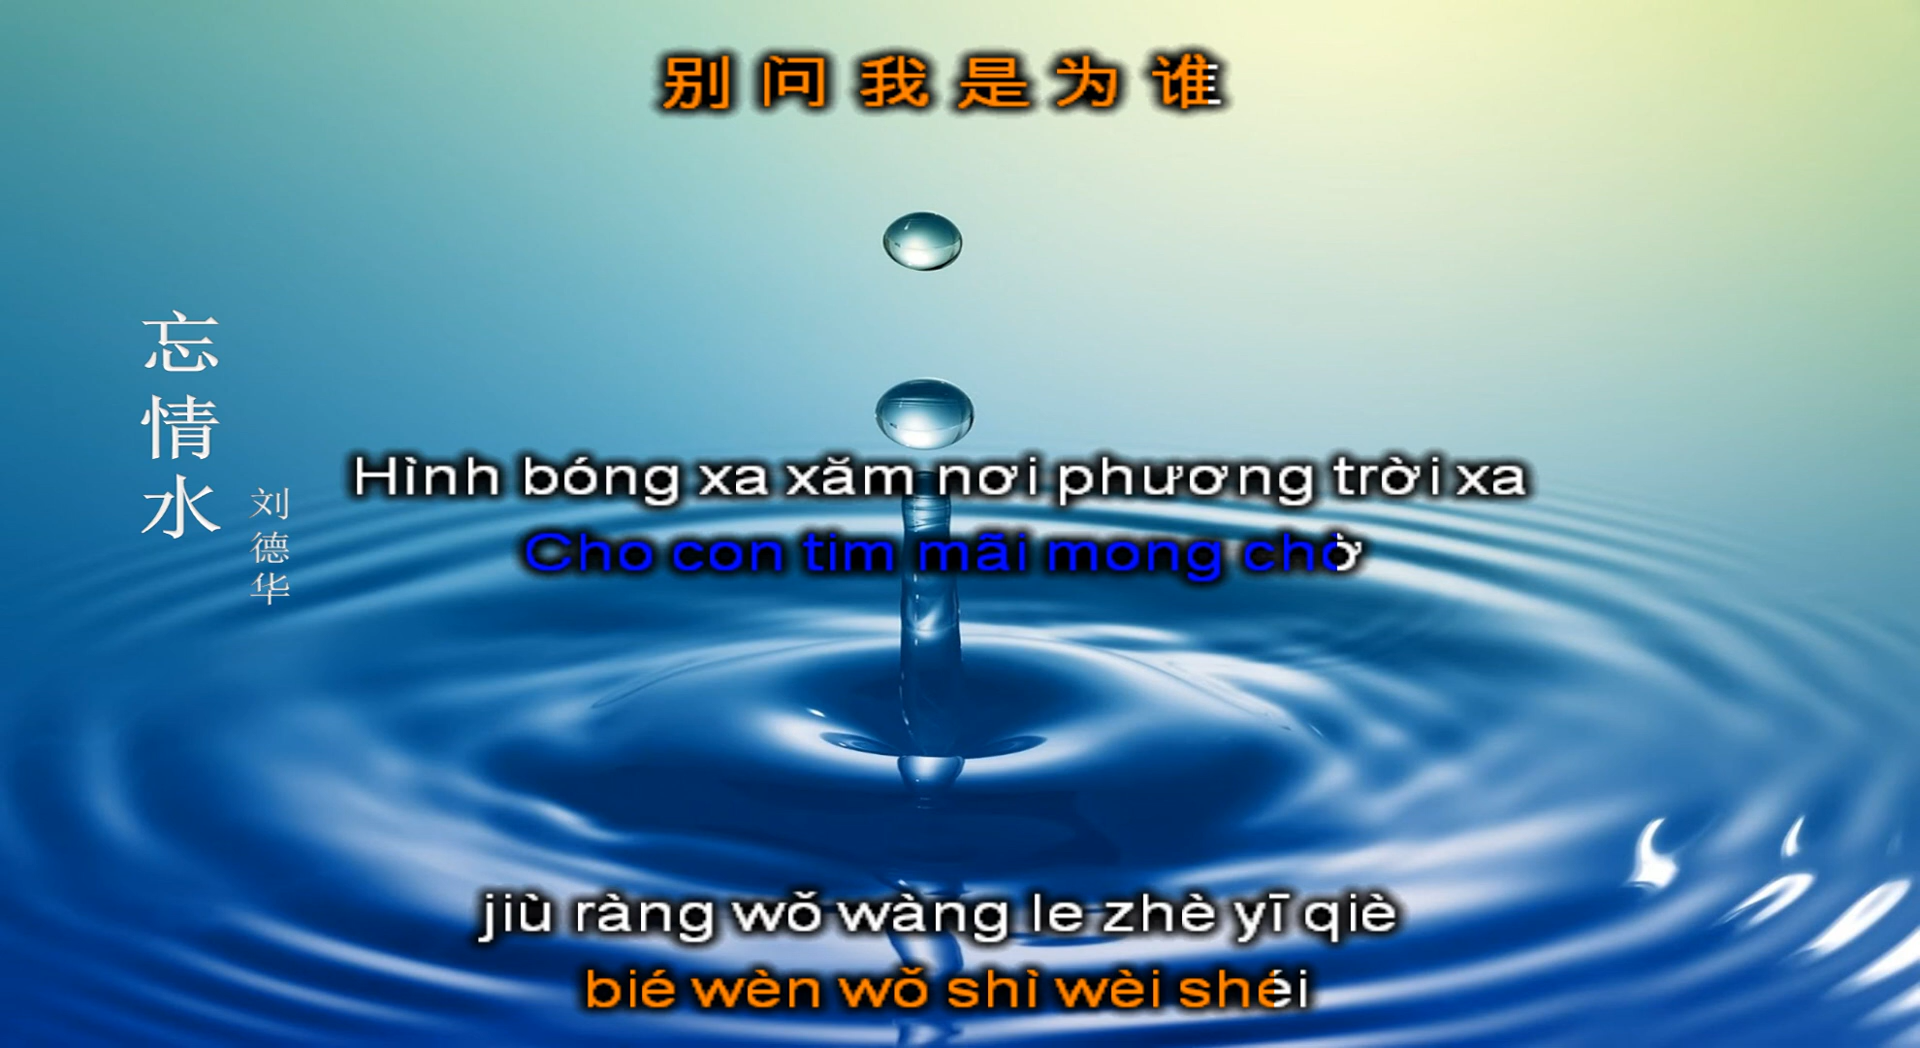 别问我是为谁
忘情水
刘德华
Hình bóng xa xăm nơi phương trời xa
Cho con tim mãi mong chờ
jiù ràng wǒ wàng le zhè yī qiè
bié wèn wǒ shì wèi shéi